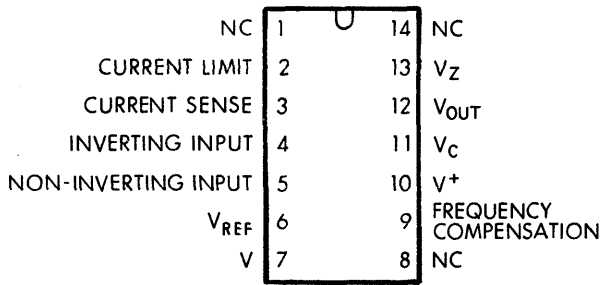 NC 1 14 NC
CURRENT LIMIT 2 13 VZ
CURRENT SENSE 3 12 VOUT
INVERTING INPUT 4 11 VC
NON-INVERTING INPUT 5 10 V+
VREF 6 9 FREQUENCY
COMPENSATION
V 7 8 NC